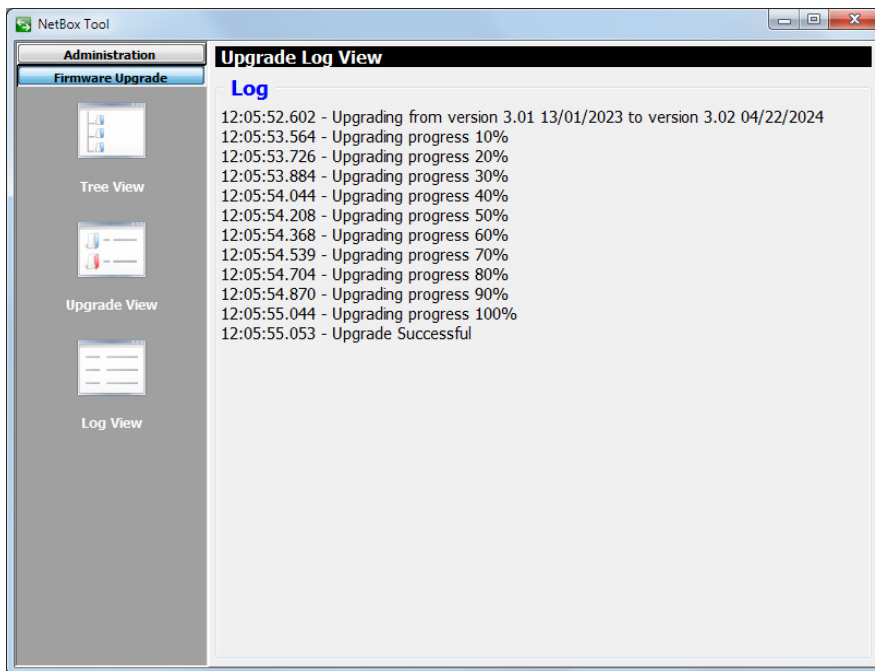 NetBox Tool
Administration
Firmware Upgrade
Tree View
Upgrade View
Log View
Upgrade Log View
Log
12:05:52.602 - Upgrading from version 3.01 13/01/2023 to version 3.02 04/22/2024
12:05:53.564 - Upgrading progress 10%
12:05:53.726 - Upgrading progress 20%
12:05:53.884 - Upgrading progress 30%
12:05:54.044 - Upgrading progress 40%
12:05:54.208 - Upgrading progress 50%
12:05:54.368 - Upgrading progress 60%
12:05:54.539 - Upgrading progress 70%
12:05:54.704 - Upgrading progress 80%
12:05:54.870 - Upgrading progress 90%
12:05:55.044 - Upgrading progress 100%
12:05:55.053 - Upgrade Successful